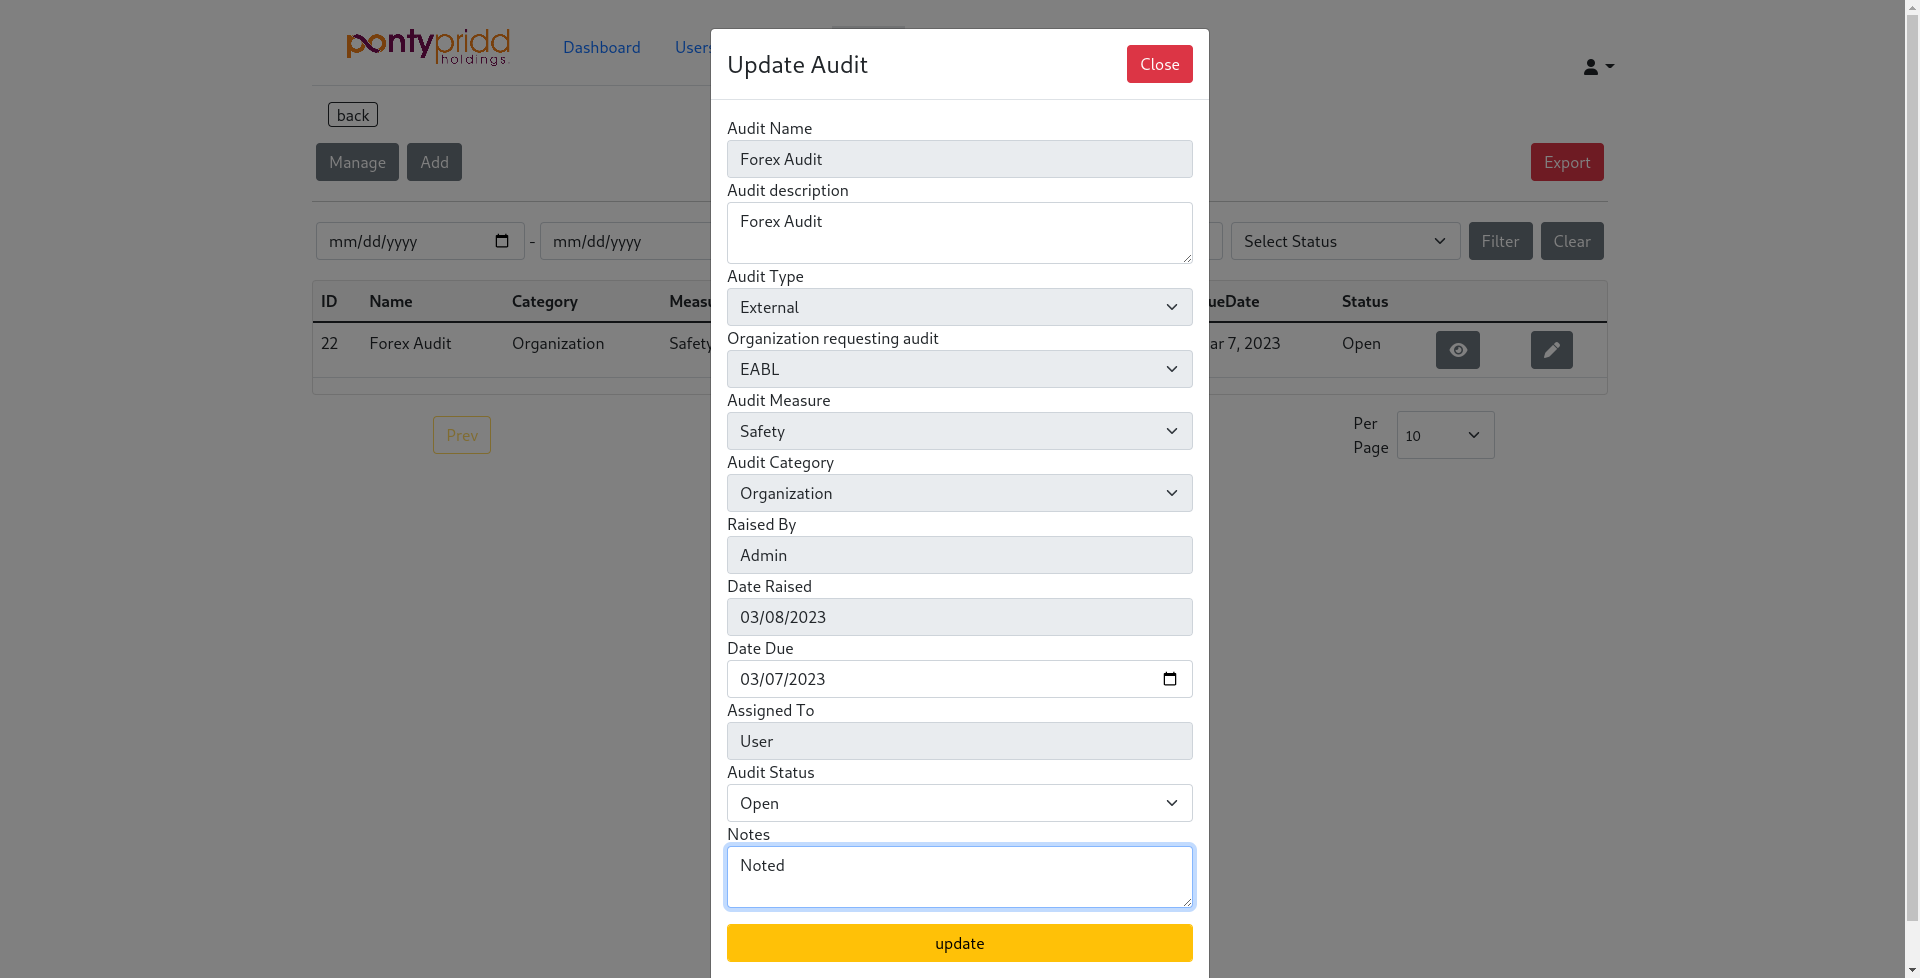 pontypridd
holdings.
Dashboard
Users
back
Manage
Add
Export
mm/dd/yyyy
-
mm/dd/yyyy
Select Status
Filter
Clear
ID
Name
Category
Status
22
Forex Audit
Organization
Safety
7, 2023
Open
Prev
Per
Page
10
Update Audit
Close
Audit Name
Forex Audit
Audit description
Forex Audit
Audit Type
External
Organization requesting audit
EABL
Audit Measure
Safety
Audit Category
Organization
Raised By
Admin
Date Raised
03/08/2023
Date Due
03/07/2023
Assigned To
User
Audit Status
Open
Notes
Noted
update